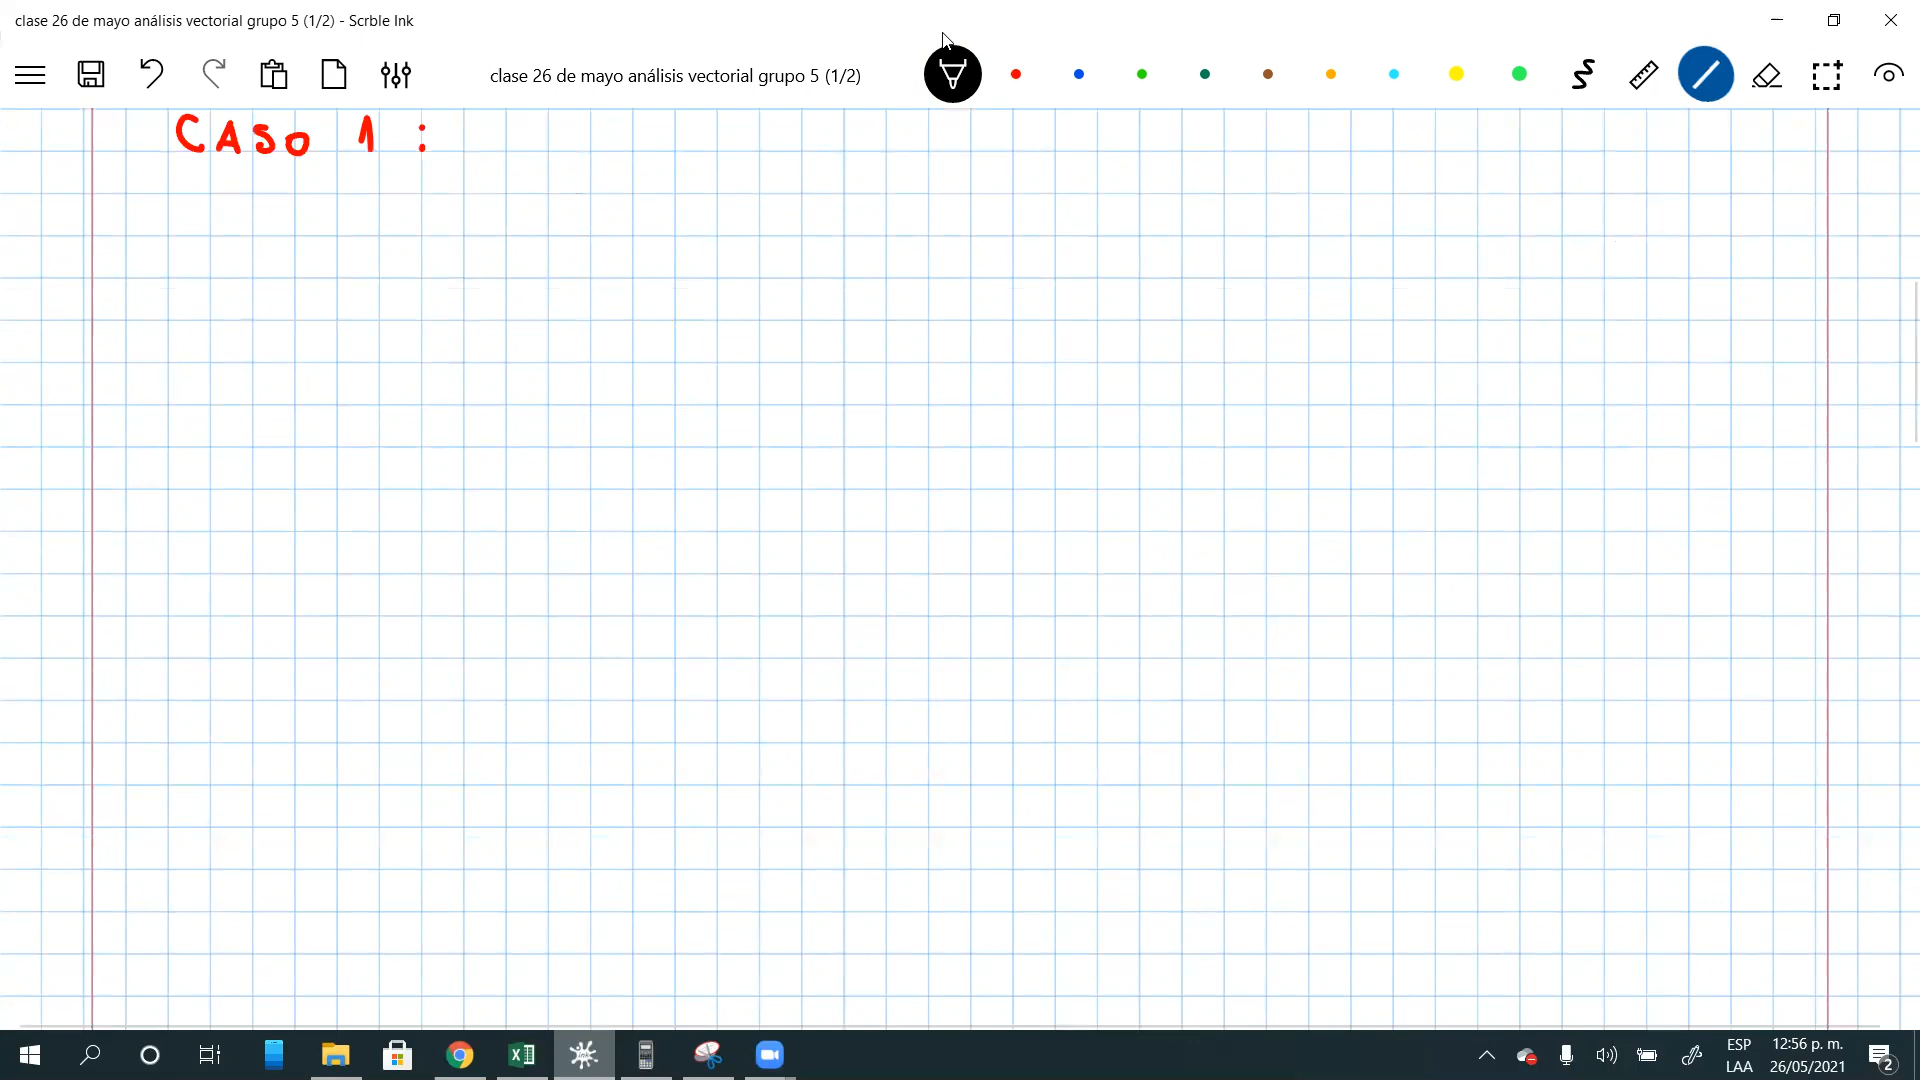 clase 26 de mayo análisis vectorial grupo 5 (1/2) - Scrble Ink
clase 26 de mayo análisis vectorial grupo 5 (1/2)
CASO 1 :
ESP
LAA
12:56 p. m.
26/05/2021
2